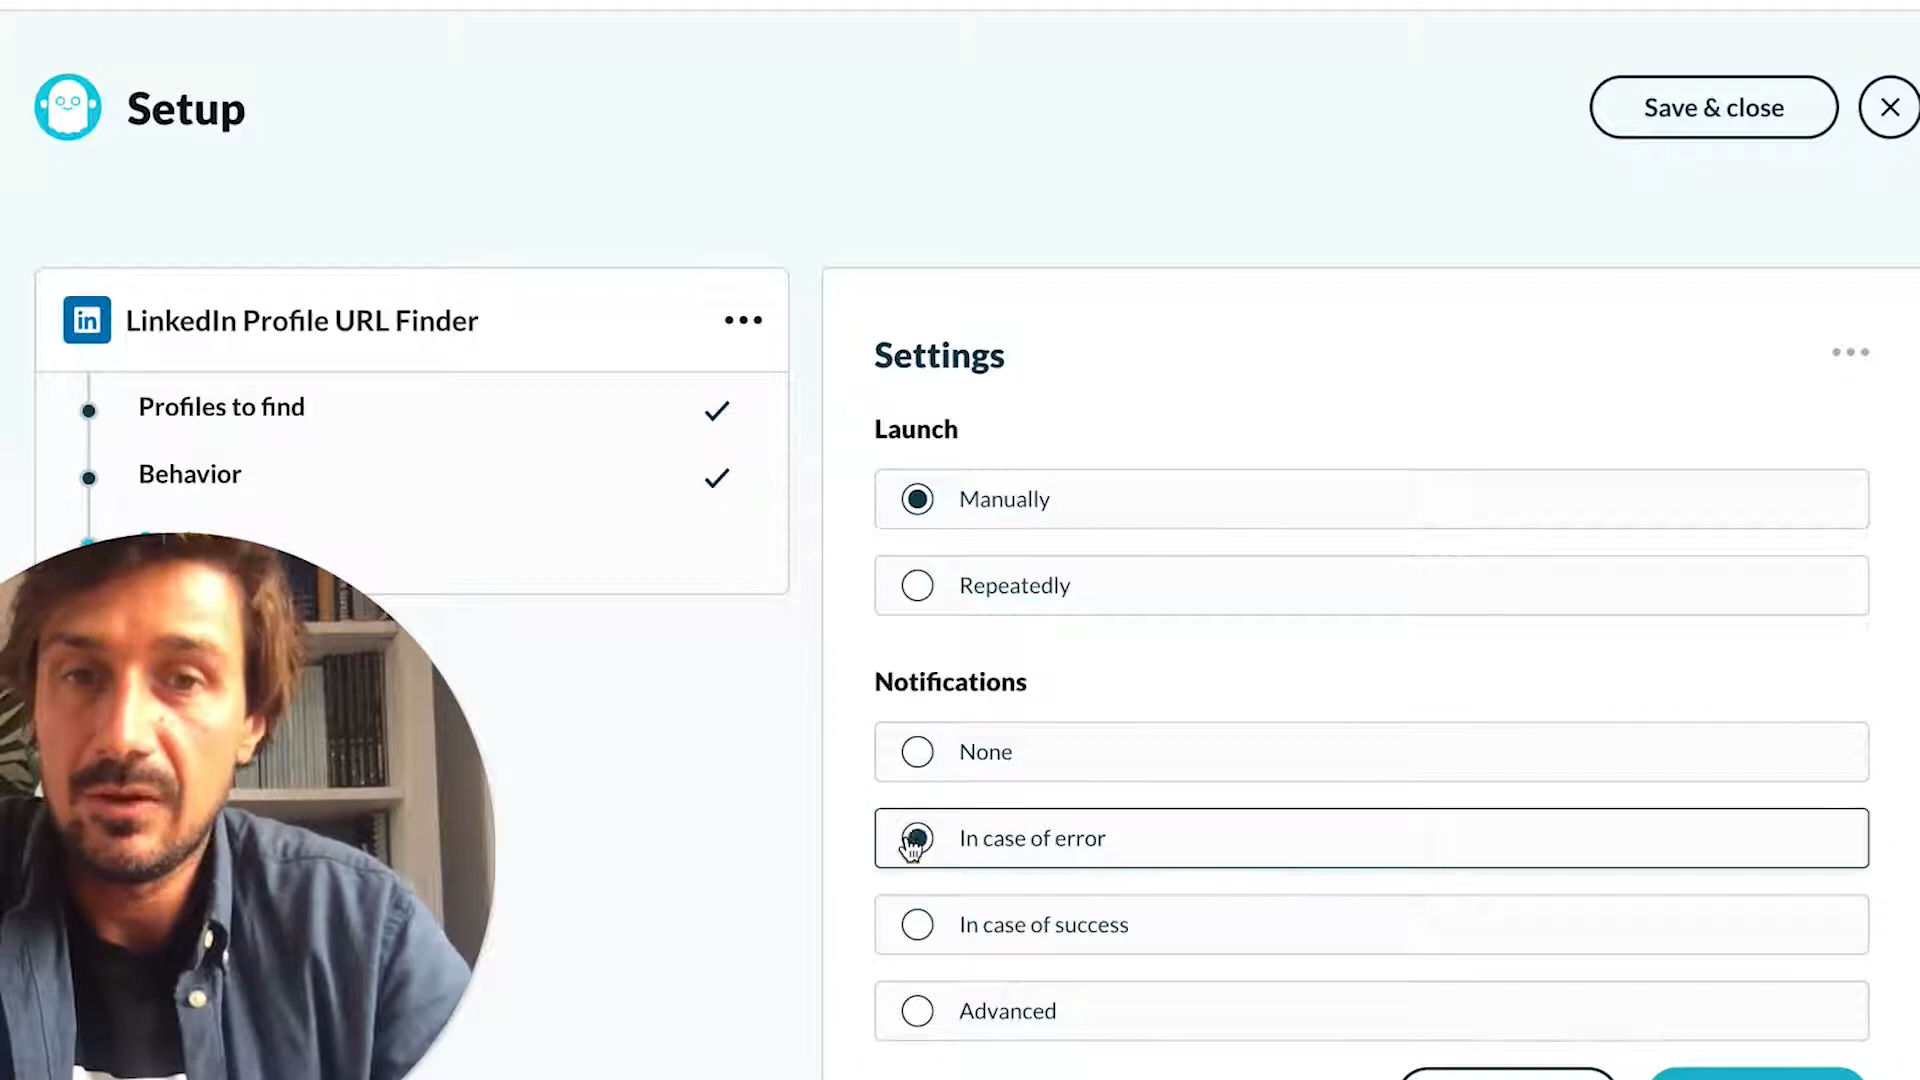 Setup
Save & close
LinkedIn Profile URL Finder
Profiles to find
Behavior
Settings
Launch
Manually
Repeatedly
Notifications
None
In case of error
In case of success
Advanced